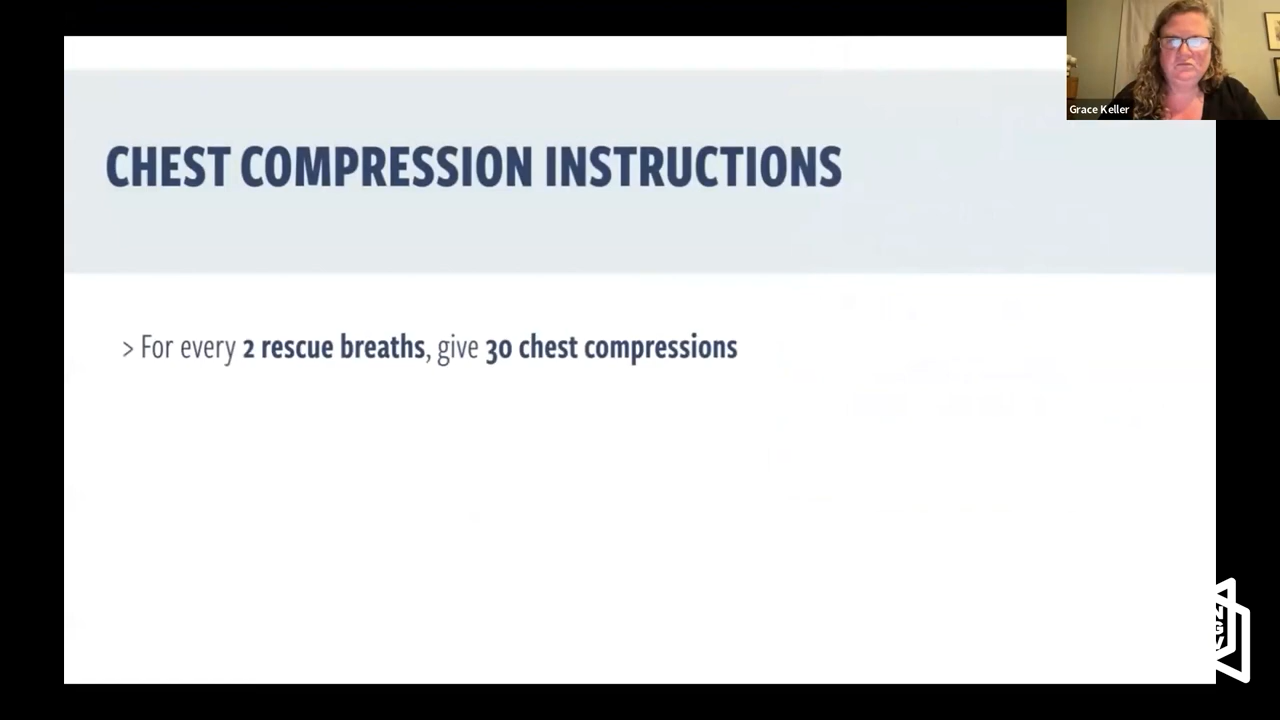 Grace Keller
CHEST COMPRESSION INSTRUCTIONS
> For every 2 rescue breaths, give 30 chest compressions